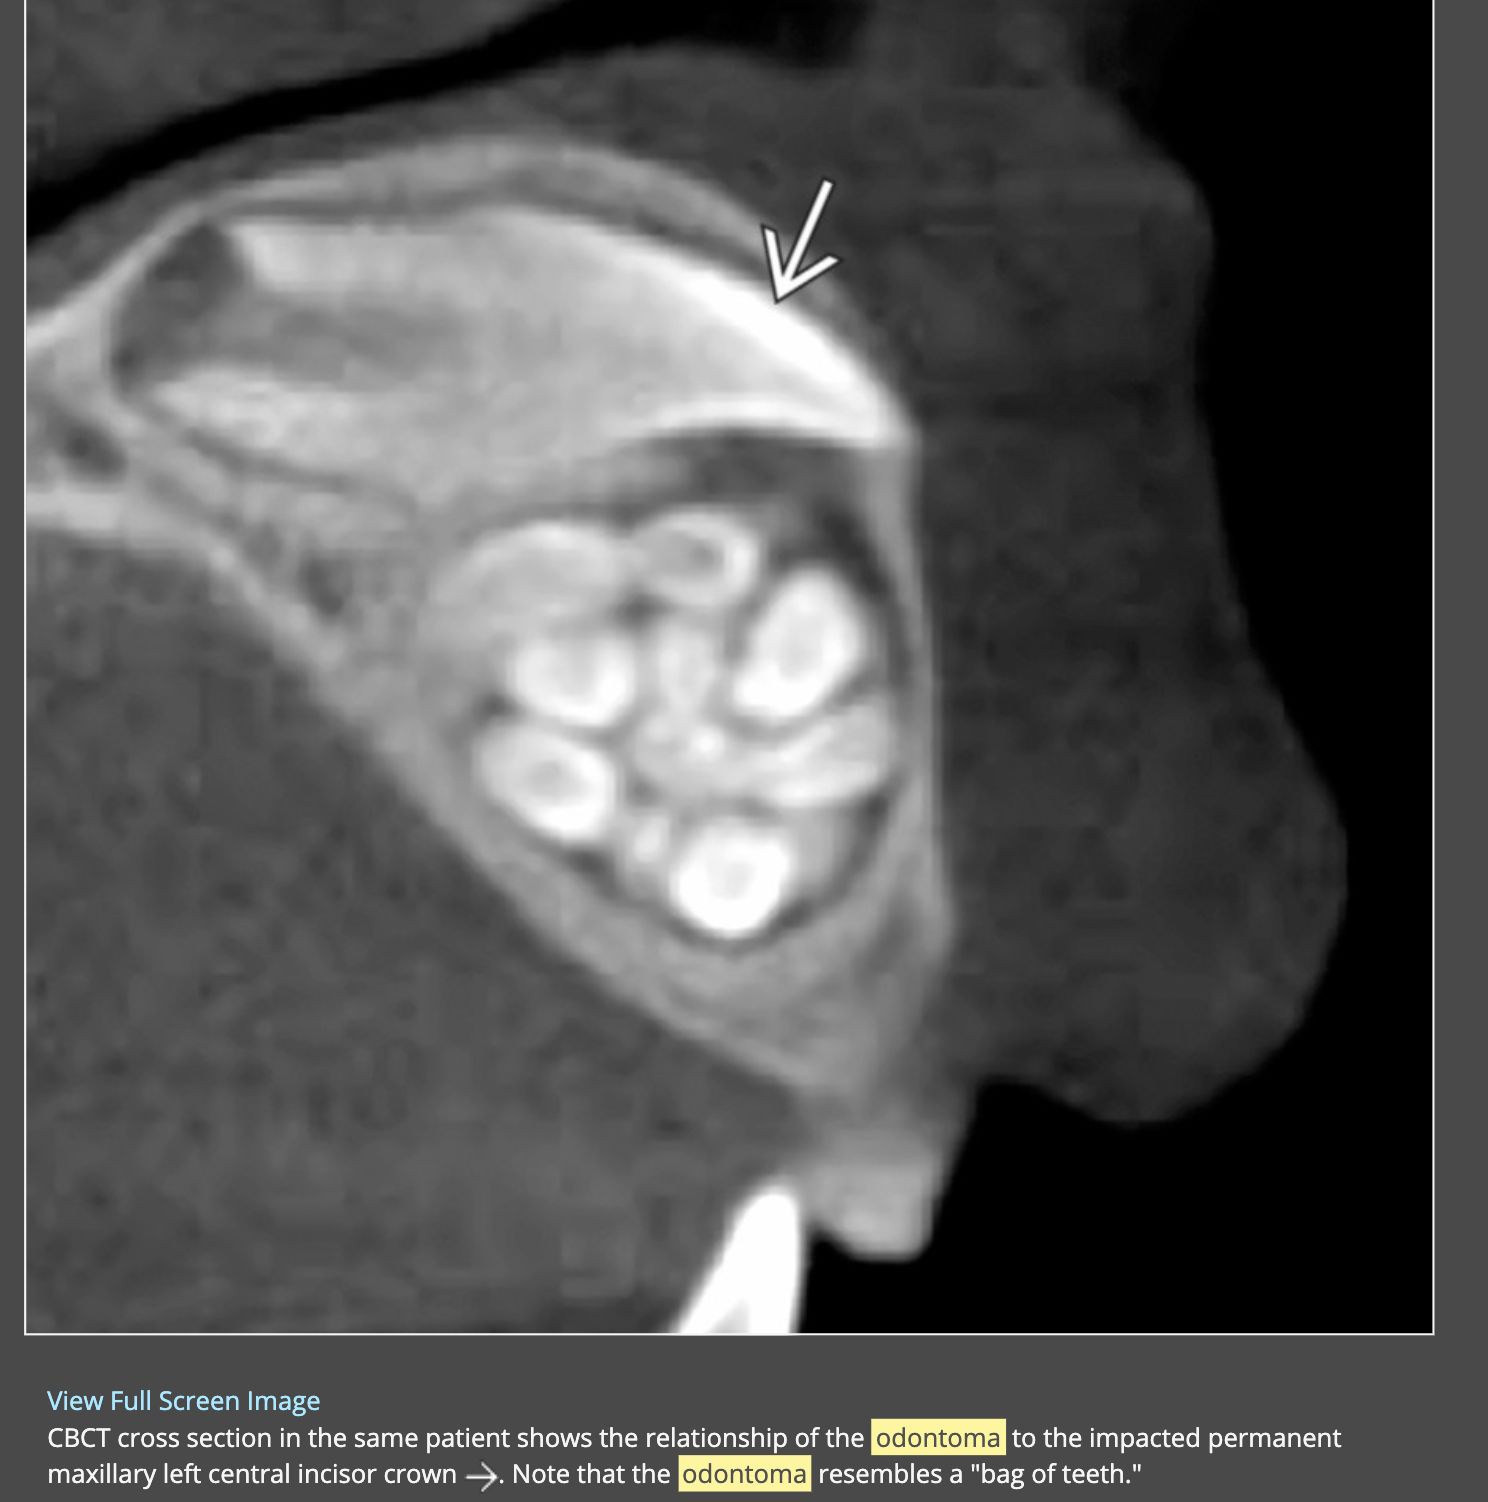 View Full Screen Image
CBCT cross section in the same patient shows the relationship of the odontoma to the impacted permanent
maxillary left central incisor crown →. Note that the odontoma resembles a "bag of teeth."